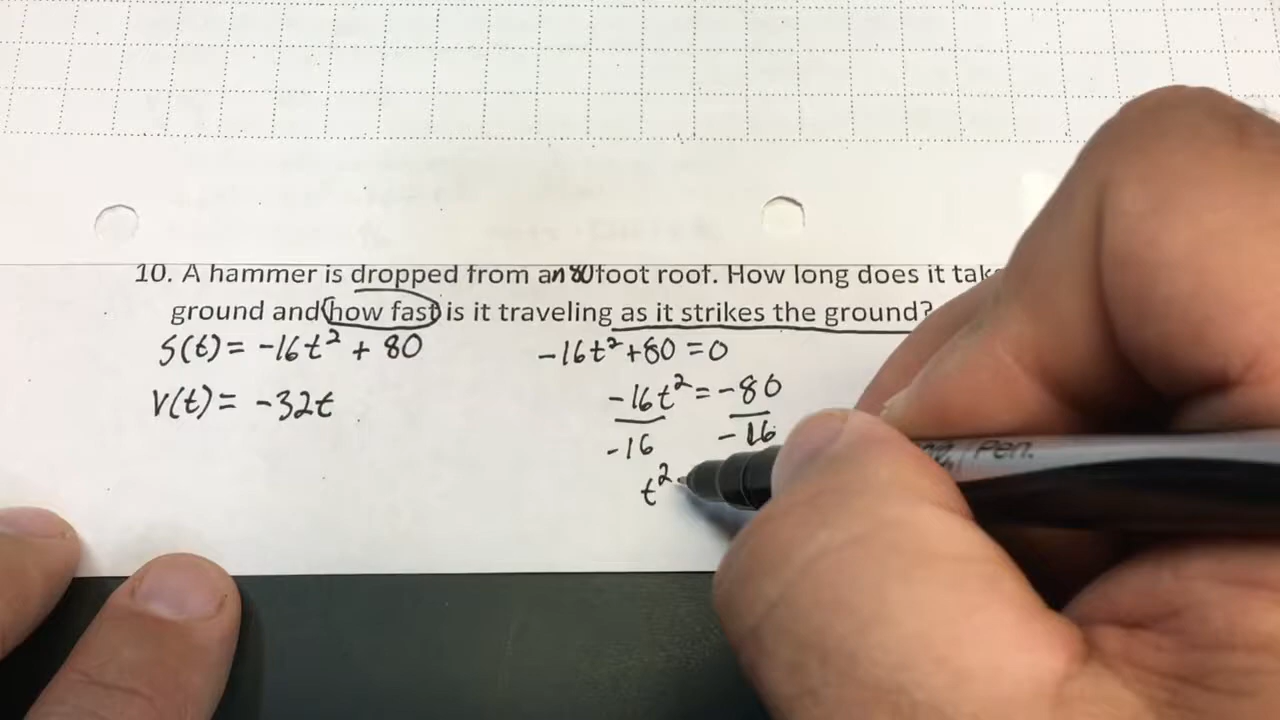 10. A hammer is dropped from an 80 foot roof. How long does it
ground and how fast is it traveling as it strikes the ground?
S(t) = -16t² + 80
-16t² + 80 = 0
V(t) = -32t
-16t² = -80
-16 -16
t²
Pen.